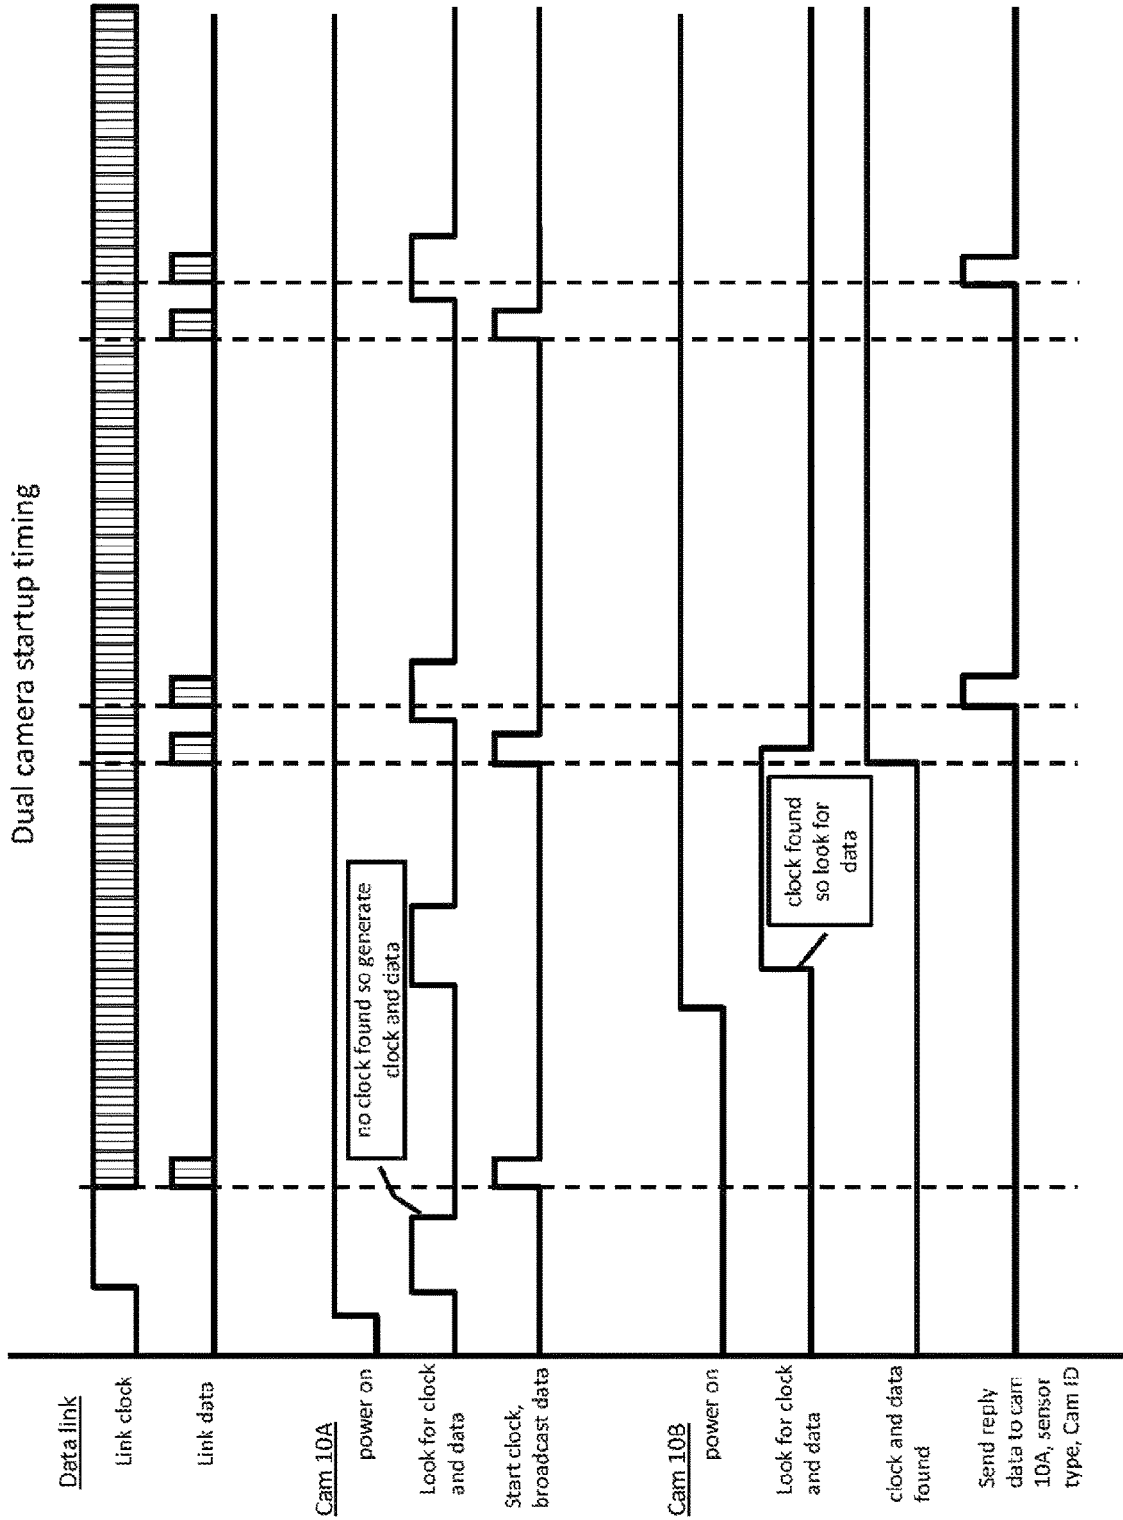 Dual camera startup timing
Data link
Link clock
Link data
Cam 10A
power on
Look for clock
and data
no clock found so generate
clock and data
Start clock,
broadcast data
Cam 10B
power on
Look for clock
and data
clock found
so look for
data
clock and data
found
Send reply
data to cam
10A, sensor
type, Cam ID